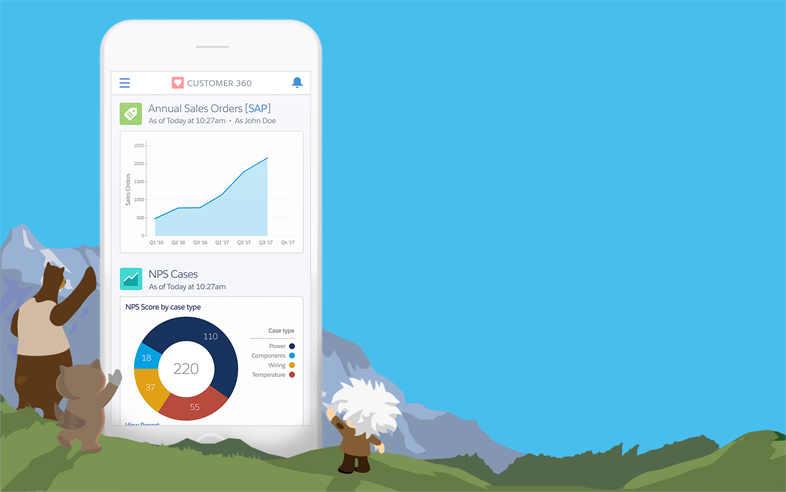 CUSTOMER 360
Annual Sales Orders [SAP]
As of Today at 10:27am • As John Doe
2500
2000
1500
1000
500
0
Sales Orders
Q1 '16 Q2 '16 Q3 '16 Q1 '17 Q2 '17 Q3 '17 Q4 '17
NPS Cases
As of Today at 10:27am
NPS Score by case type
Case type
Power
Components
Wiring
Temperature
110
18
220
37
55
View Report